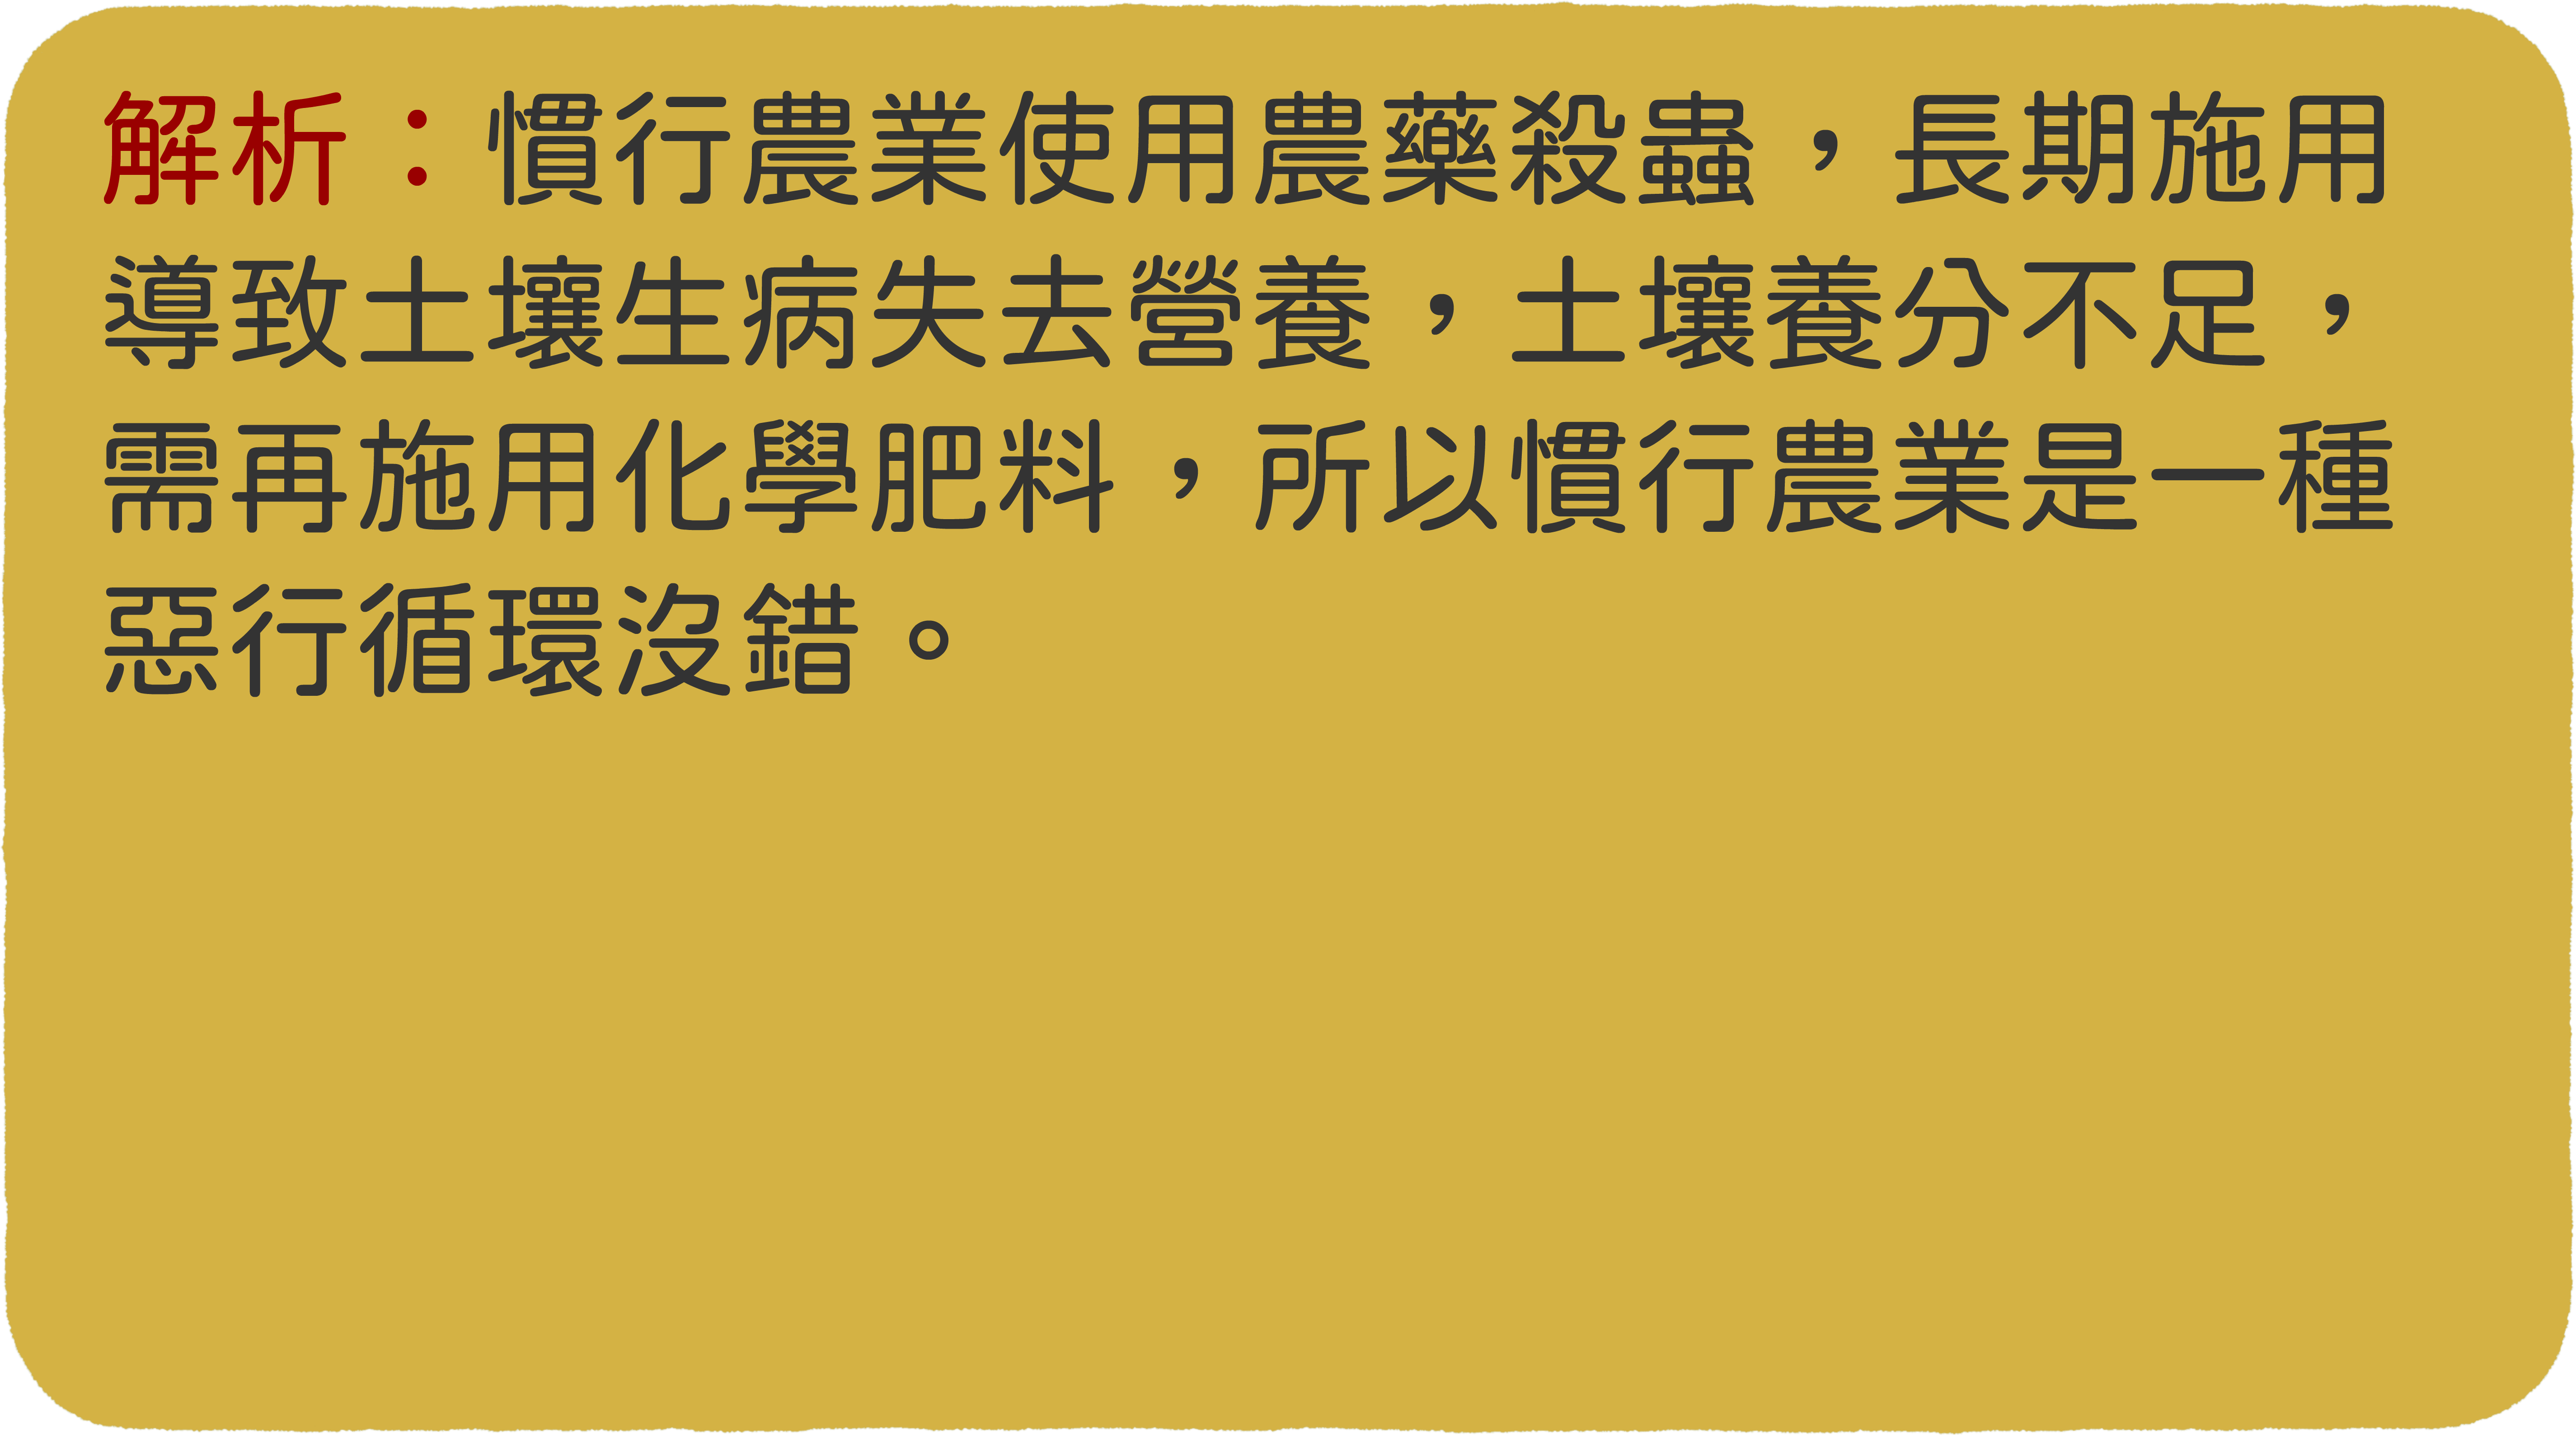 解析：慣行農業使用農藥殺蟲，長期施用
導致土壤生病失去營養，土壤養分不足，
需再施用化學肥料，所以慣行農業是一種
惡行循環沒錯。